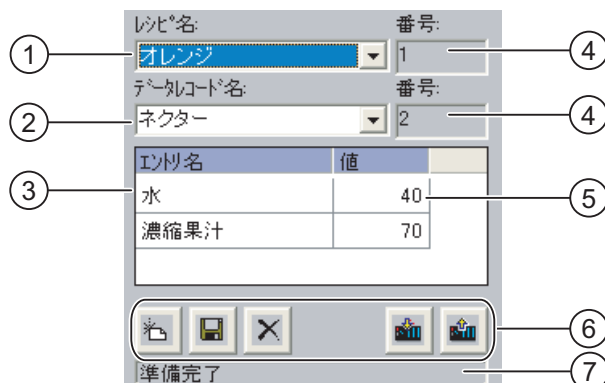 レシピ名: 番号:
① オレンジ 1 ④
データレコード名: 番号:
② ネクター 2 ④
エントリ名 値
③ 水 40 ⑤
濃縮果汁 70
⑥
準備完了 ⑦